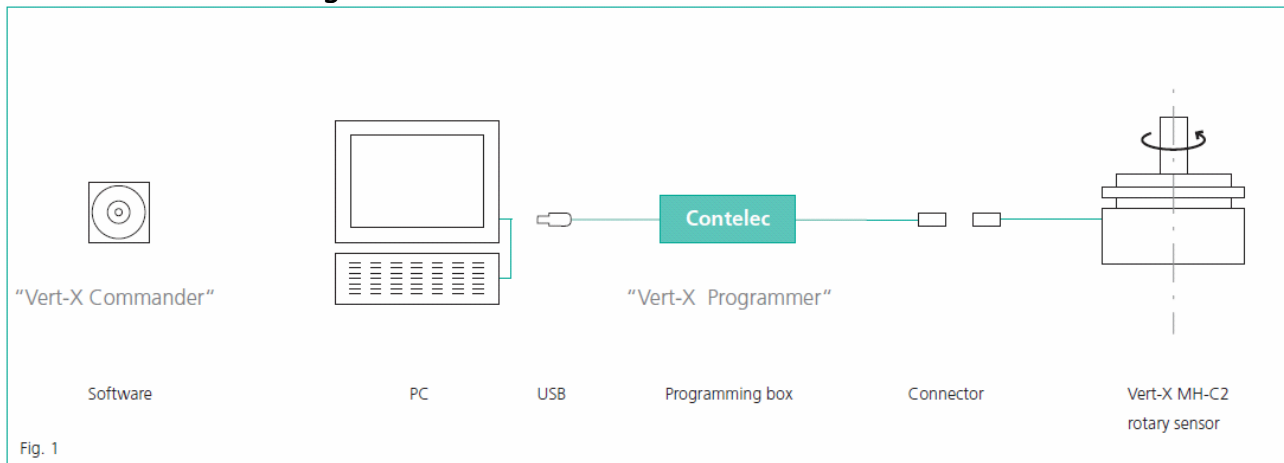 Contelec
“Vert-X Commander“
“Vert-X Programmer“
Software
PC
USB
Programming box
Connector
Vert-X MH-C2
rotary sensor
Fig. 1